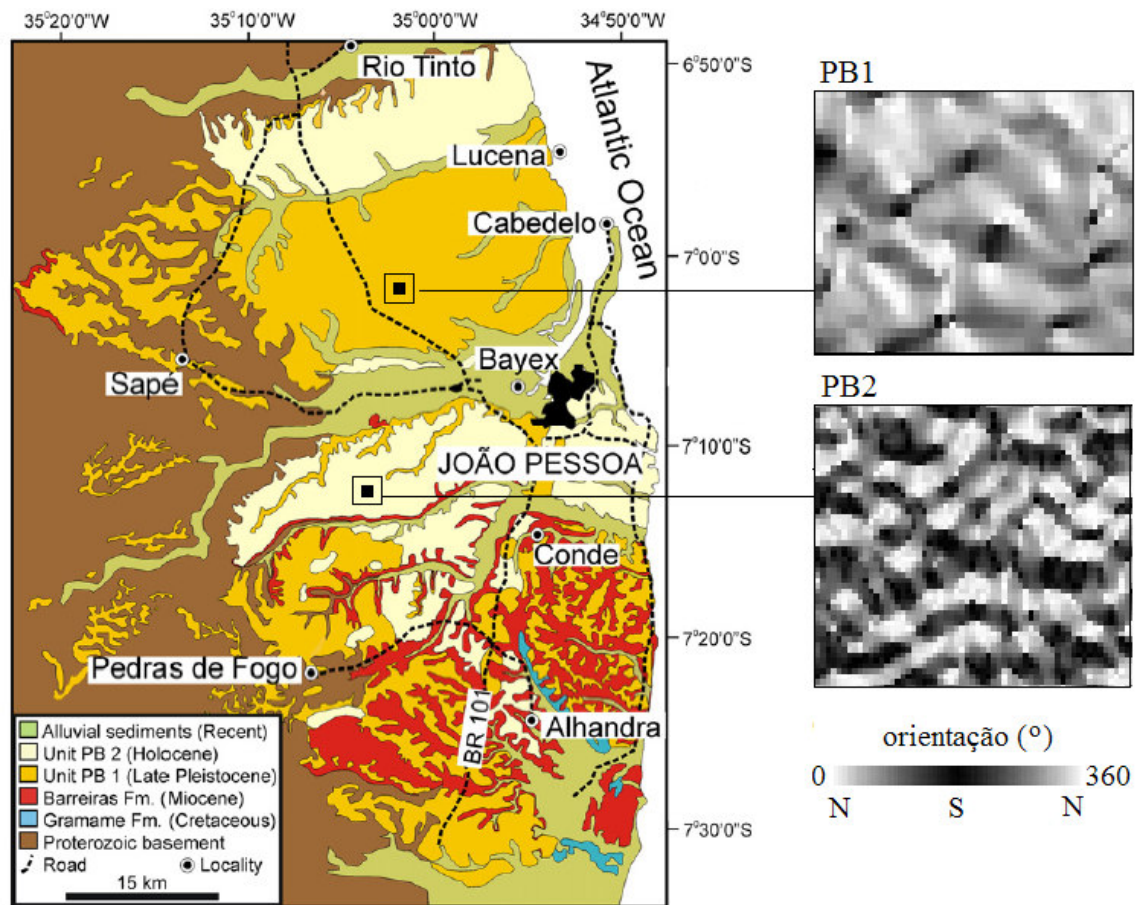 35°20'0"W
35°10'0"W
35°00'0"W
34°50'0"W
6°50'0"S
7°00'0"S
7°10'0"S
7°20'0"S
7°30'0"S
Rio Tinto
Atlantic Ocean
Lucena
Cabedelo
Bayex
Sapé
JOÃO PESSOA
Conde
Pedras de Fogo
BR 101
Alhandra
Alluvial sediments (Recent)
Unit PB 2 (Holocene)
Unit PB 1 (Late Pleistocene)
Barreiras Fm. (Miocene)
Gramame Fm. (Cretaceous)
Proterozoic basement
Road Locality
15 km
PB1
PB2
orientação (°)
0 360
N S N